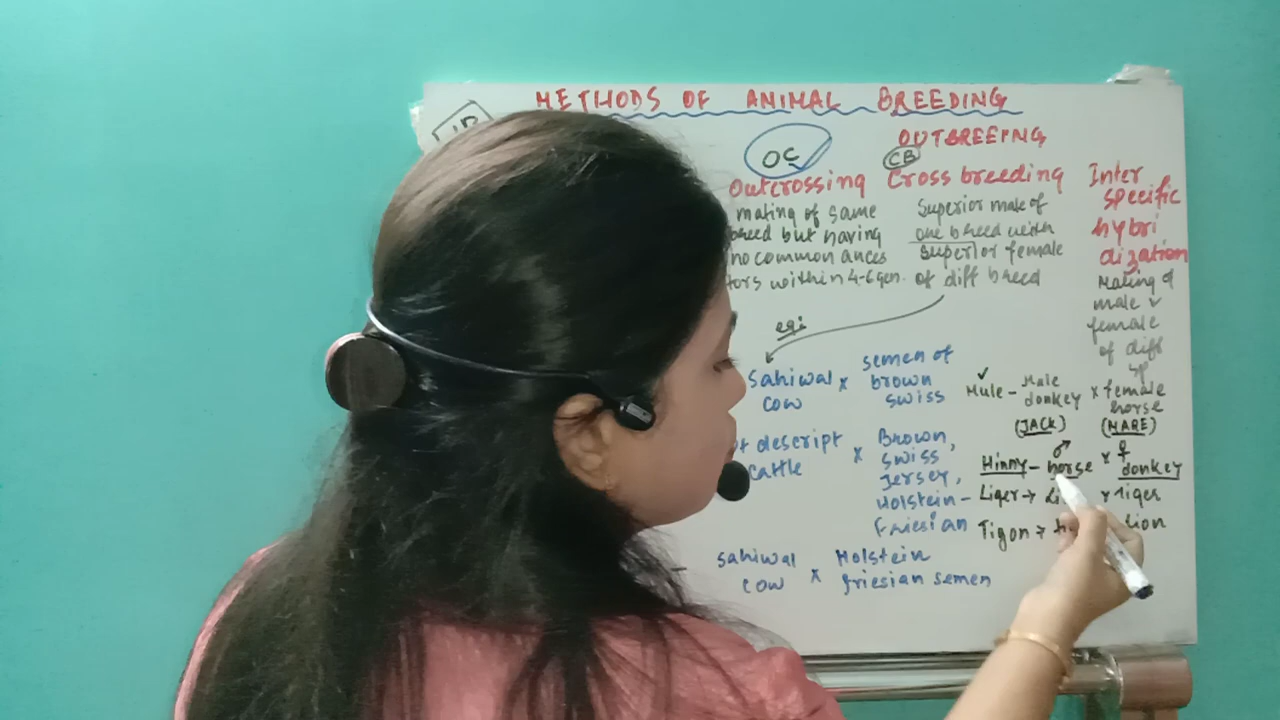 METHODS OF ANIMAL BREEDING
OUTBREEING
OC
CB
Outcrossing
mating of same
breed but having
no common ances
tors within 4-6 gen.
Cross breeding
Superior male of
one breed with
superior female
of diff breed
Inter
specific
hybri
dization
Mating of
male &
female
of diff
sp
eg:
Sahiwal cow x semen of brown swiss
descript cattle x Brown, swiss Jersey, Holstein - Friesian
sahiwal cow x Holstein friesian semen
Mule - Male donkey x female horse
(JACK) (MARE)
Hinny - ♂ horse x ♀ donkey
Liger → x tiger
Tigon → lion